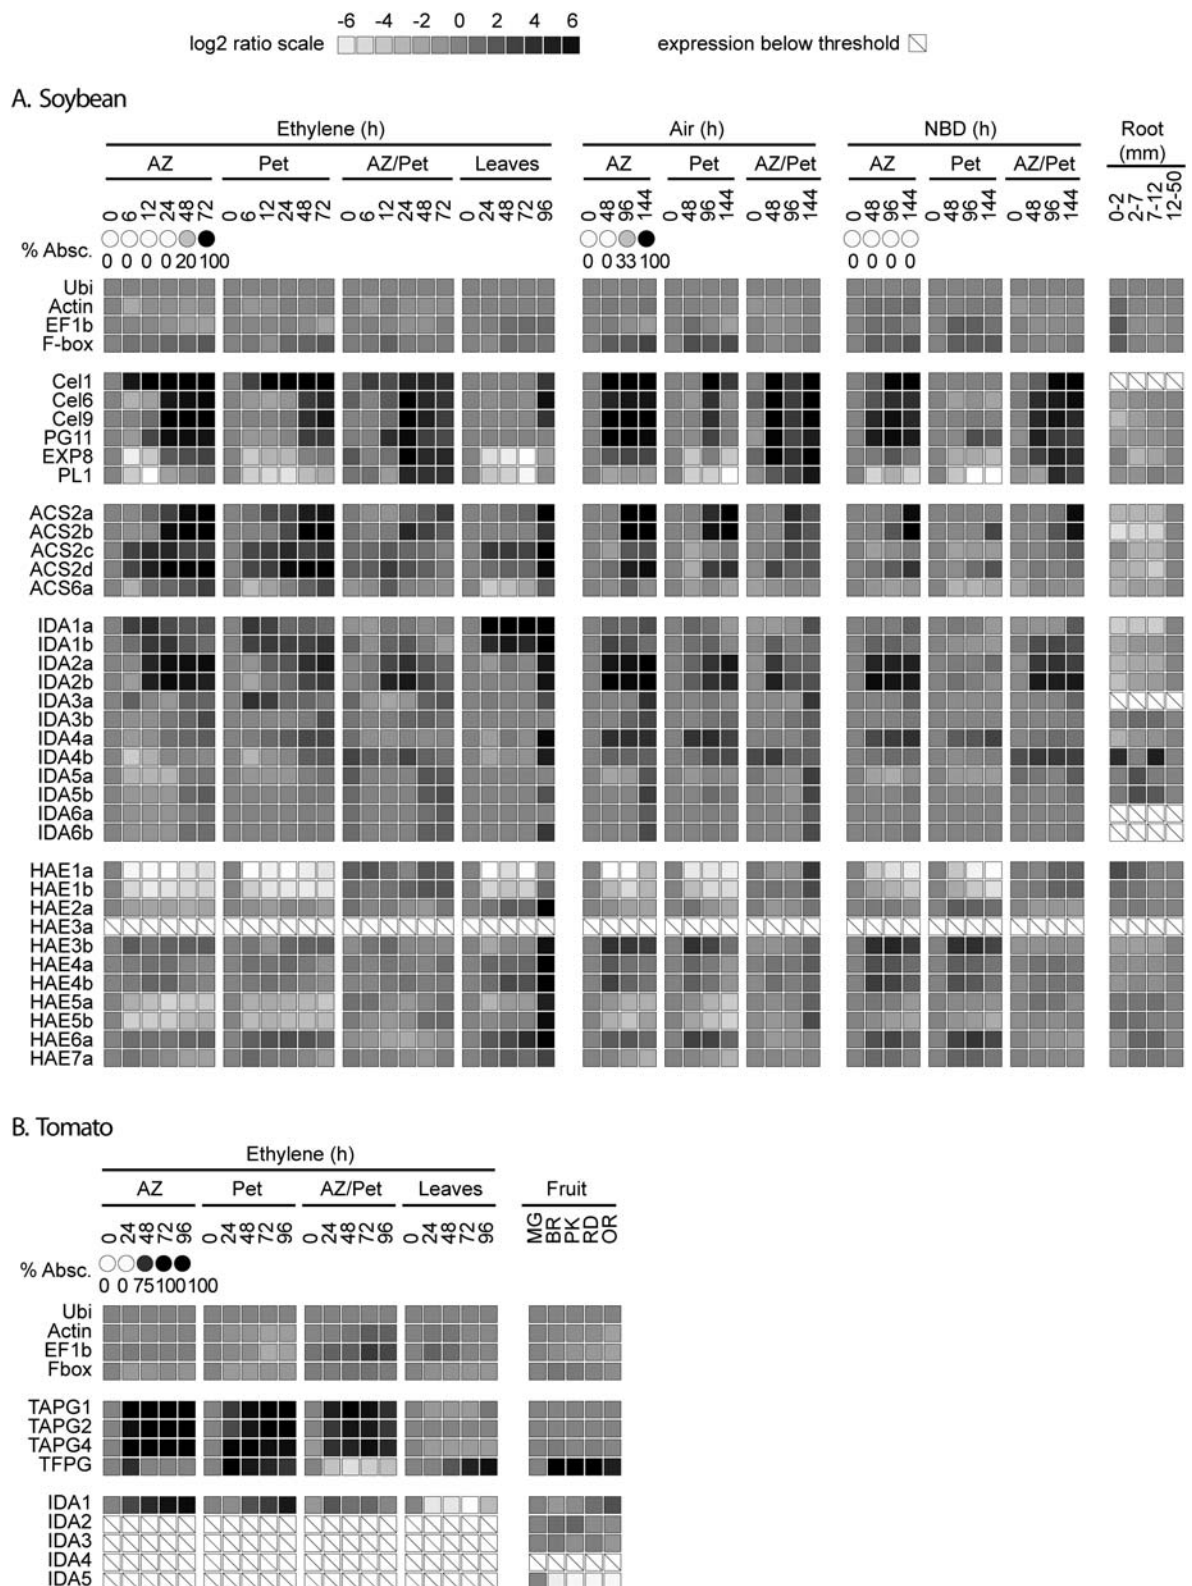 -6 -4 -2 0 2 4 6
log2 ratio scale expression below threshold
A. Soybean
Ethylene (h) Air (h) NBD (h) Root (mm)
AZ Pet AZ/Pet Leaves AZ Pet AZ/Pet AZ Pet AZ/Pet
0 6 12 24 48 72 0 6 12 24 48 72 0 6 12 24 48 72 0 24 48 72 96 0 48 96 144 0 48 96 144 0 48 96 144 0 48 96 144 0 48 96 144 0 48 96 144 0-2 2-7 7-12 12-50
% Absc.
0 0 0 0 20 100 0 0 33 100 0 0 0 0
Ubi
Actin
EF1b
F-box
Cel1
Cel6
Cel9
PG11
EXP8
PL1
ACS2a
ACS2b
ACS2c
ACS2d
ACS6a
IDA1a
IDA1b
IDA2a
IDA2b
IDA3a
IDA3b
IDA4a
IDA4b
IDA5a
IDA5b
IDA6a
IDA6b
HAE1a
HAE1b
HAE2a
HAE3a
HAE3b
HAE4a
HAE4b
HAE5a
HAE5b
HAE6a
HAE7a
B. Tomato
Ethylene (h)
AZ Pet AZ/Pet Leaves Fruit
0 24 48 72 96 0 24 48 72 96 0 24 48 72 96 0 24 48 72 96 MG BR PK RD OR
% Absc.
0 0 75 100 100
Ubi
Actin
EF1b
Fbox
TAPG1
TAPG2
TAPG4
TFPG
IDA1
IDA2
IDA3
IDA4
IDA5